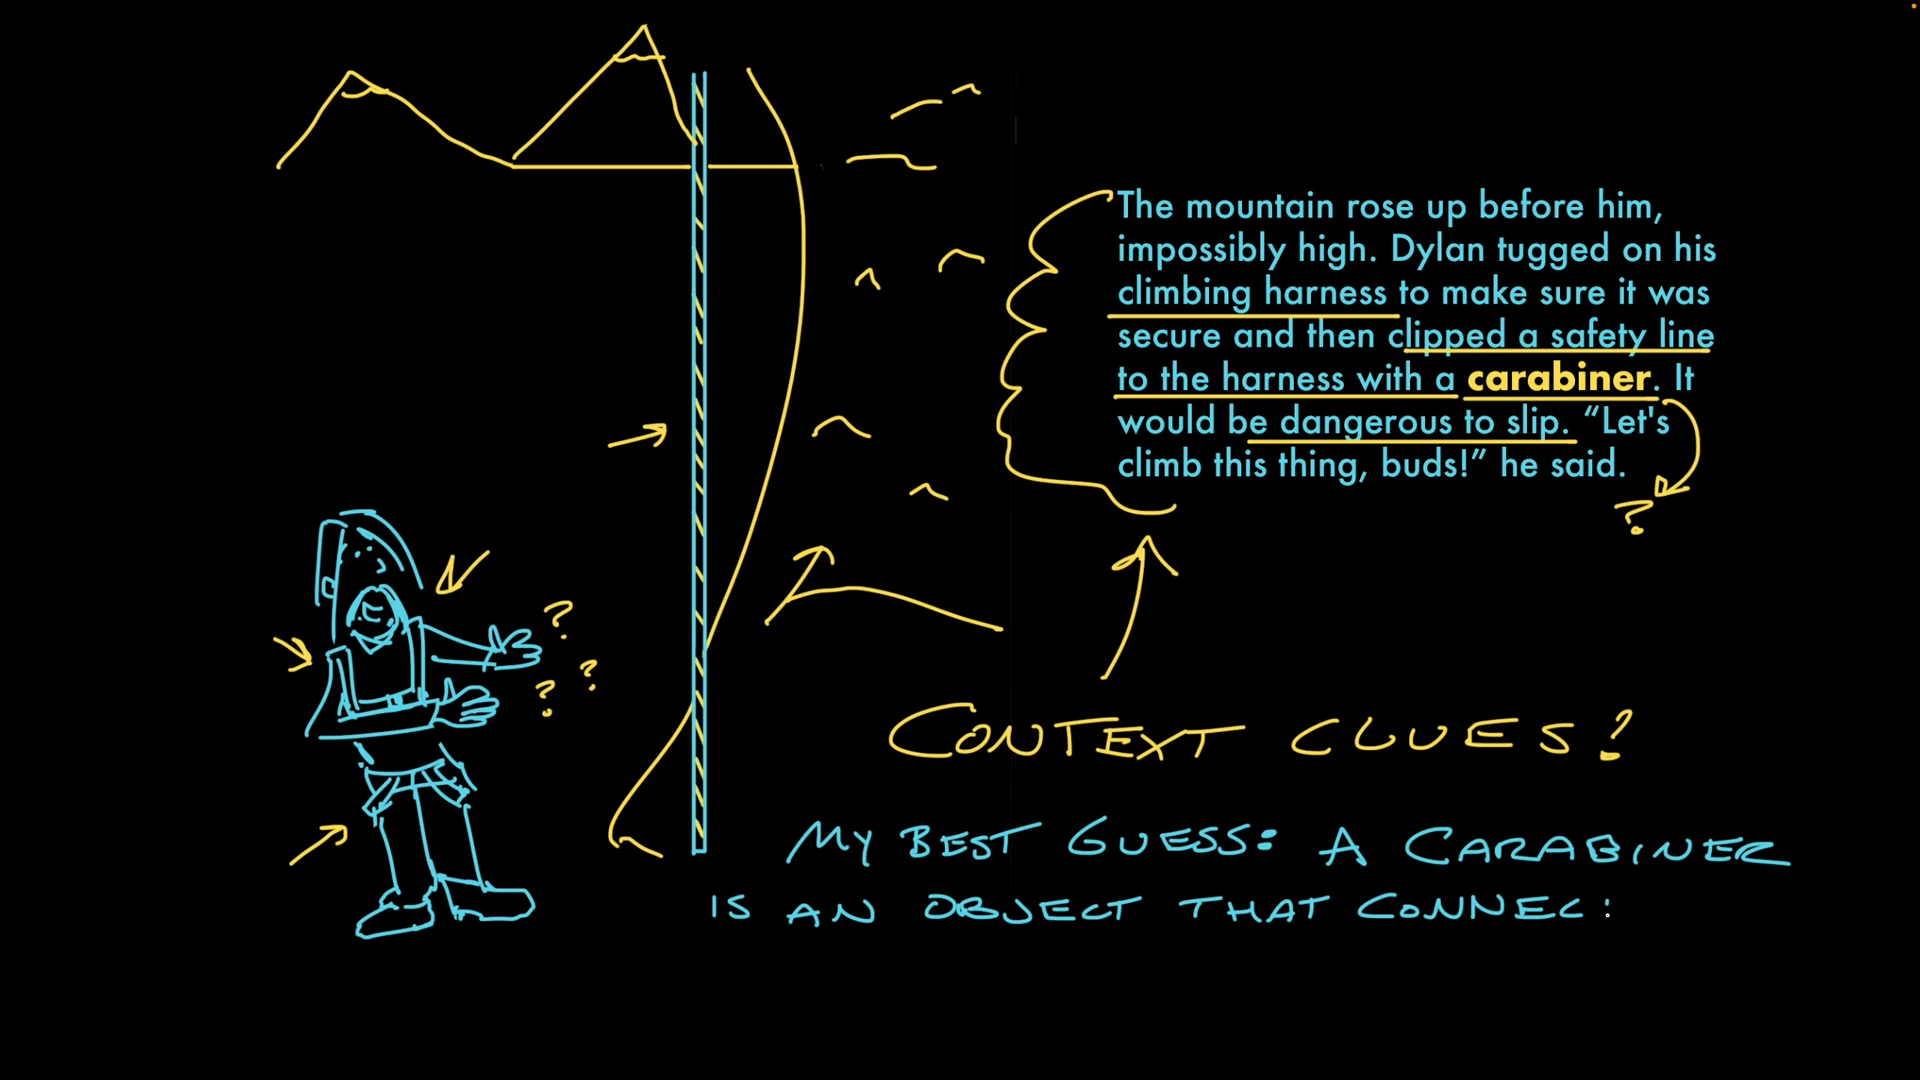 The mountain rose up before him,
impossibly high. Dylan tugged on his
climbing harness to make sure it was
secure and then clipped a safety line
to the harness with a carabiner. It
would be dangerous to slip. “Let's
climb this thing, buds!” he said.
?
?
?
?
CONTEXT CLUES?
MY BEST GUESS: A CARABINER
IS AN OBJECT THAT CONNEC